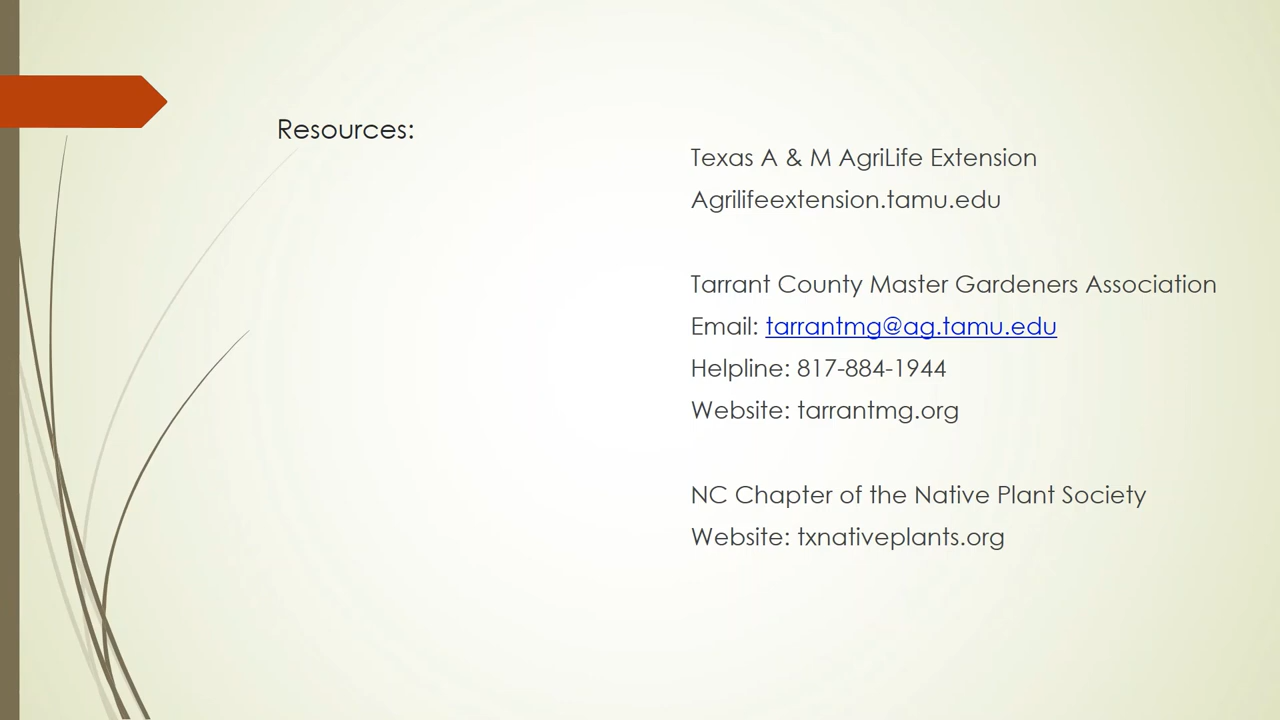 Resources:
Texas A & M AgriLife Extension
Agrilifeextension.tamu.edu
Tarrant County Master Gardeners Association
Email: tarrantmg@ag.tamu.edu
Helpline: 817-884-1944
Website: tarrantmg.org
NC Chapter of the Native Plant Society
Website: txnativeplants.org